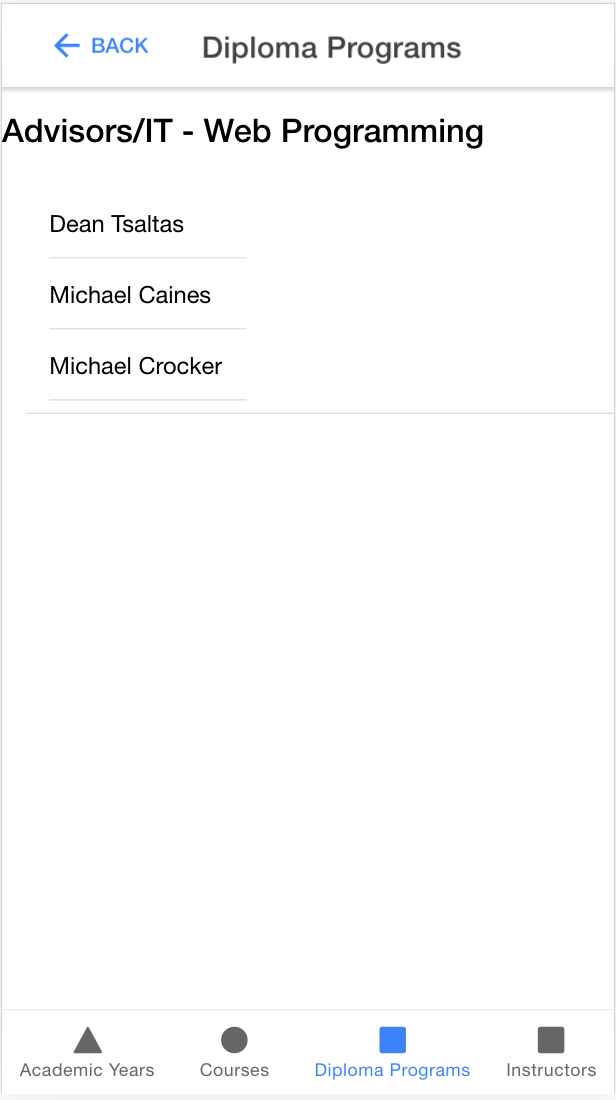 BACK Diploma Programs
Advisors/IT - Web Programming
Dean Tsaltas
Michael Caines
Michael Crocker
Academic Years Courses Diploma Programs Instructors